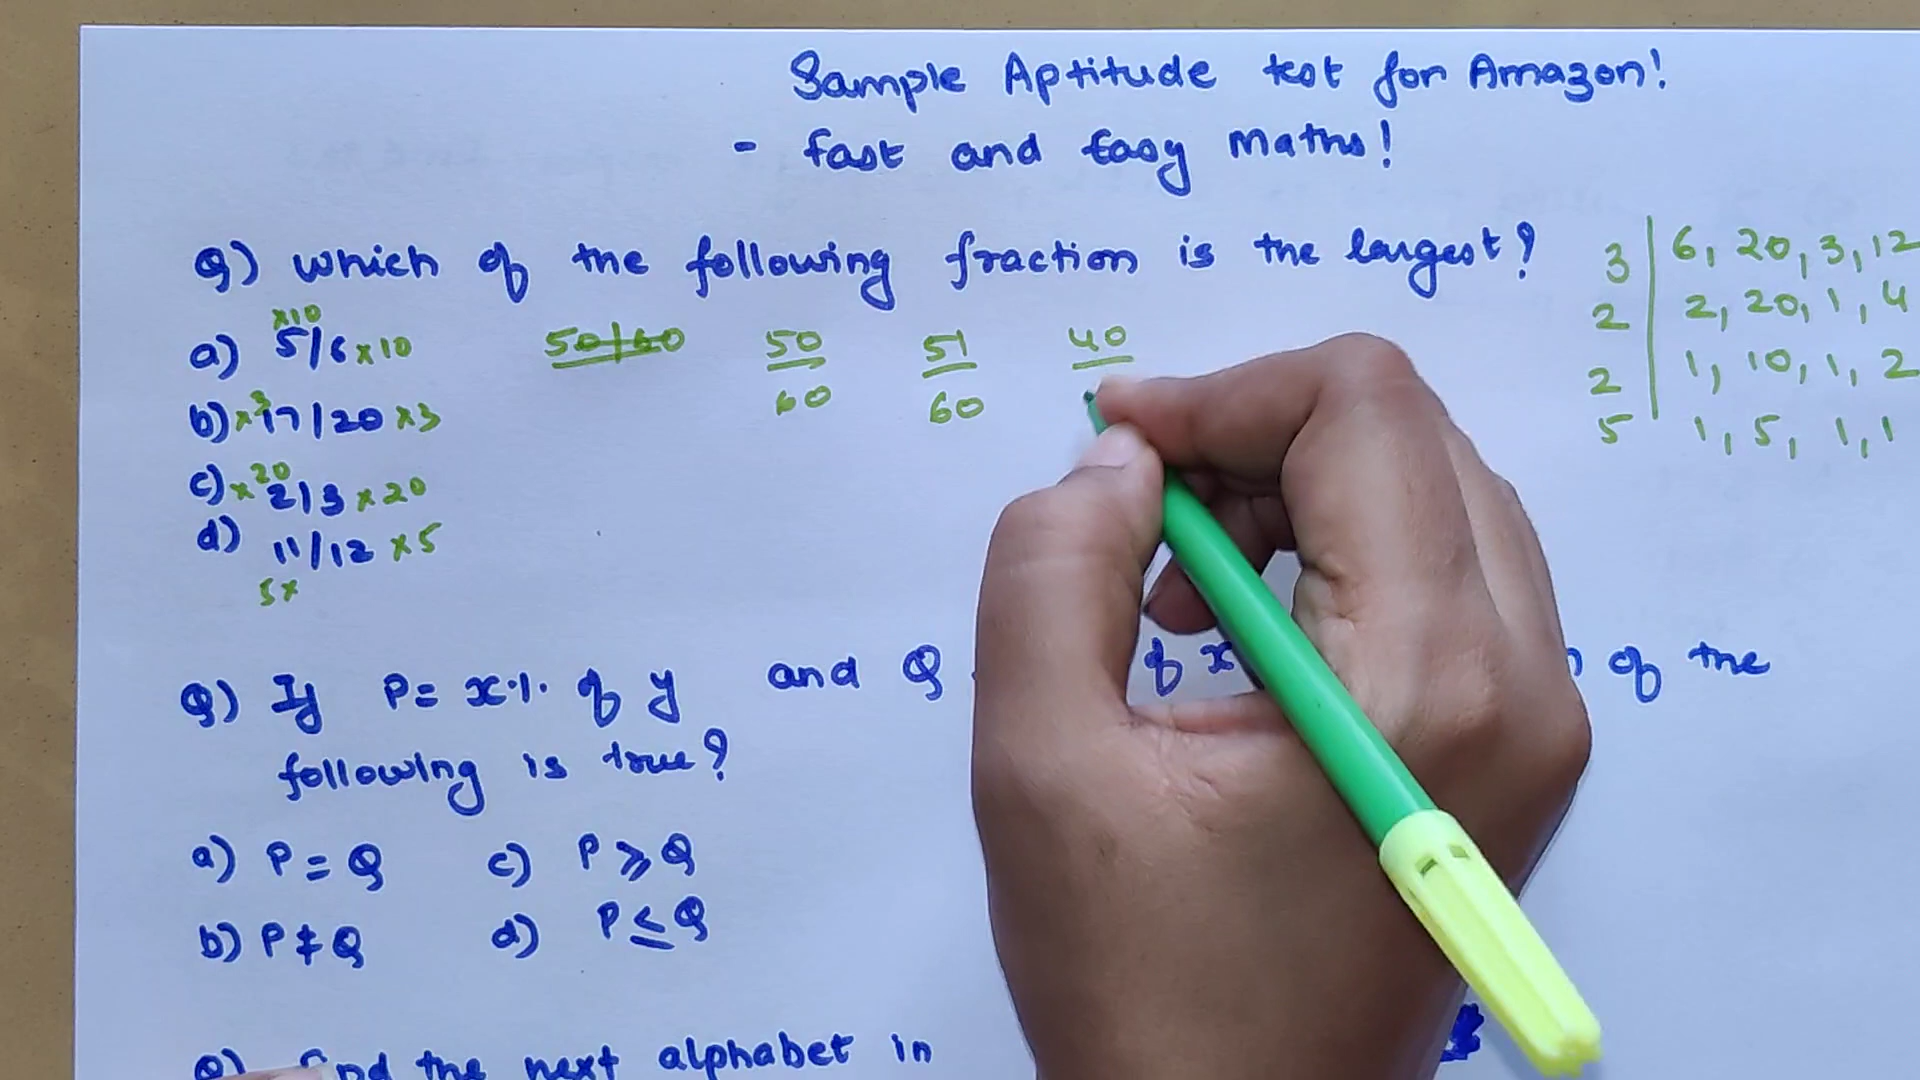 Sample Aptitude test for Amazon!
- Fast and Easy Maths!
Q) which of the following fraction is the largest?
a) 5/6 x10
x10
b) x3 17/20 x3
c) x20 2/3 x20
d) 11/12 x5
5x
50/60
50/60 51/60 40
3 | 6, 20, 3, 12
2 | 2, 20, 1, 4
2 | 1, 10, 1, 2
5 | 1, 5, 1, 1
Q) If P = x% of y and Q of x of the
following is true?
a) P = Q c) P ≥ Q
b) P ≠ Q d) P ≤ Q
Q) the next alphabet in